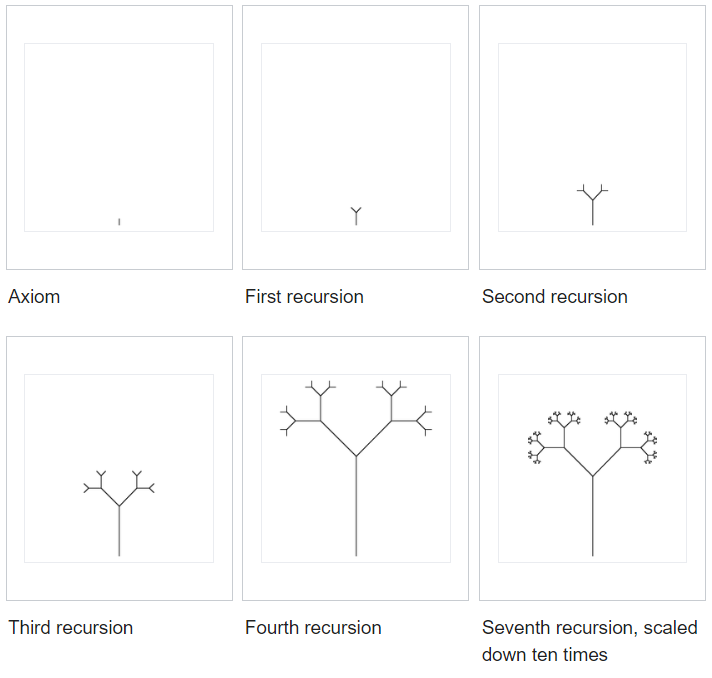 Axiom
First recursion
Second recursion
Third recursion
Fourth recursion
Seventh recursion, scaled
down ten times